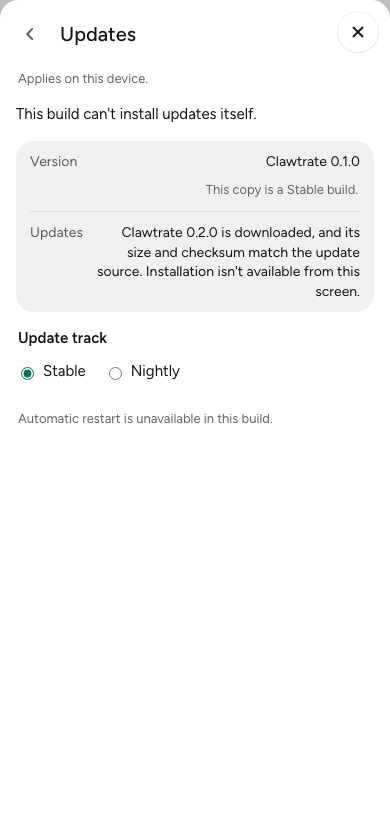 Updates
Applies on this device.
This build can't install updates itself.
Version
Clawtrate 0.1.0
This copy is a Stable build.
Updates
Clawtrate 0.2.0 is downloaded, and its
size and checksum match the update
source. Installation isn't available from this
screen.
Update track
Stable
Nightly
Automatic restart is unavailable in this build.